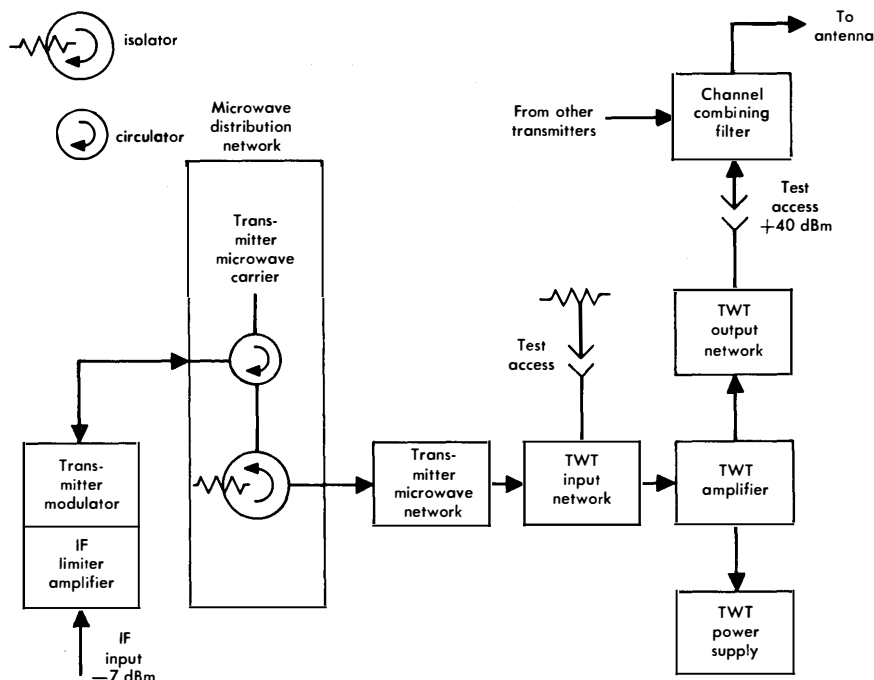 isolator
circulator
Microwave
distribution
network
Trans-
mitter
microwave
carrier
Trans-
mitter
modulator
IF
limiter
amplifier
IF
input
—7 dBm
Trans-
mitter
microwave
network
Test
access
TWT
input
network
TWT
amplifier
TWT
power
supply
TWT
output
network
Test
access
+40 dBm
From other
transmitters
Channel
combining
filter
To
antenna